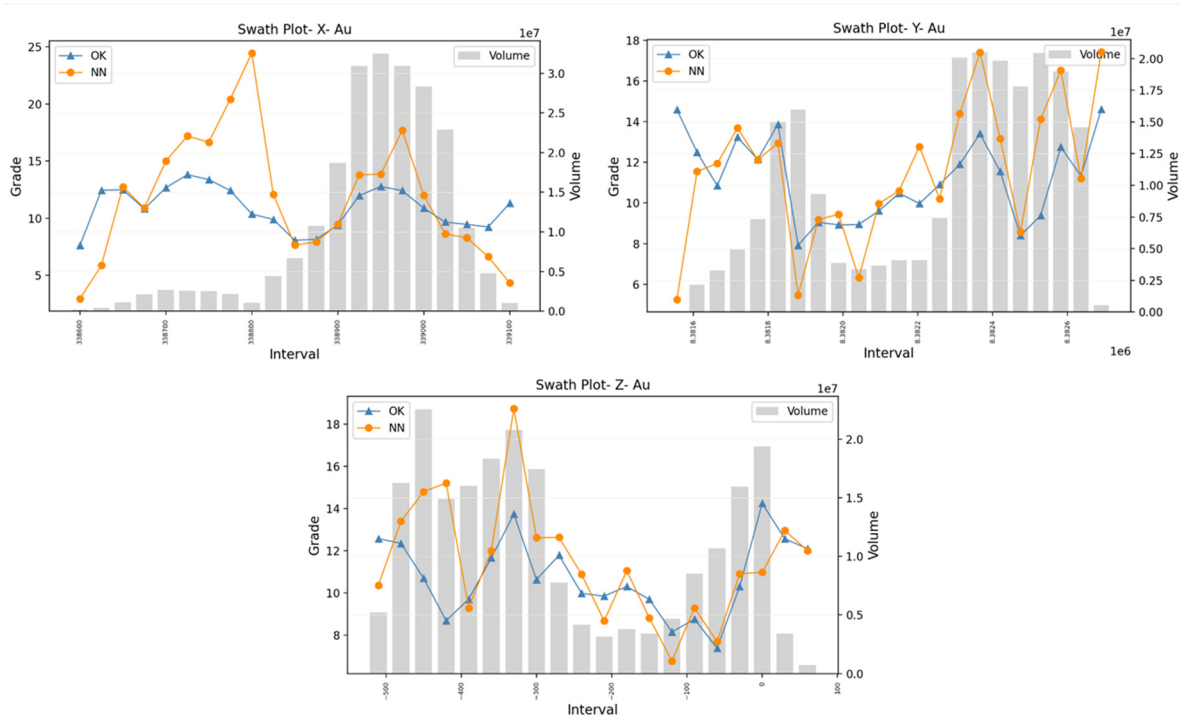 Swath Plot- X- Au
1e7
OK
NN
Volume
25
20
15
10
5
Grade
3.0
2.5
2.0
1.5
1.0
0.5
0.0
Volume
338600
338700
338800
338900
339000
339100
Interval
Swath Plot- Y- Au
1e7
OK
NN
Volume
18
16
14
12
10
8
6
Grade
2.00
1.75
1.50
1.25
1.00
0.75
0.50
0.25
0.00
Volume
8.3816
8.3818
8.3820
8.3822
8.3824
8.3826
Interval
1e6
Swath Plot- Z- Au
1e7
OK
NN
Volume
18
16
14
12
10
8
Grade
2.0
1.5
1.0
0.5
0.0
Volume
−500
−400
−300
−200
−100
0
100
Interval